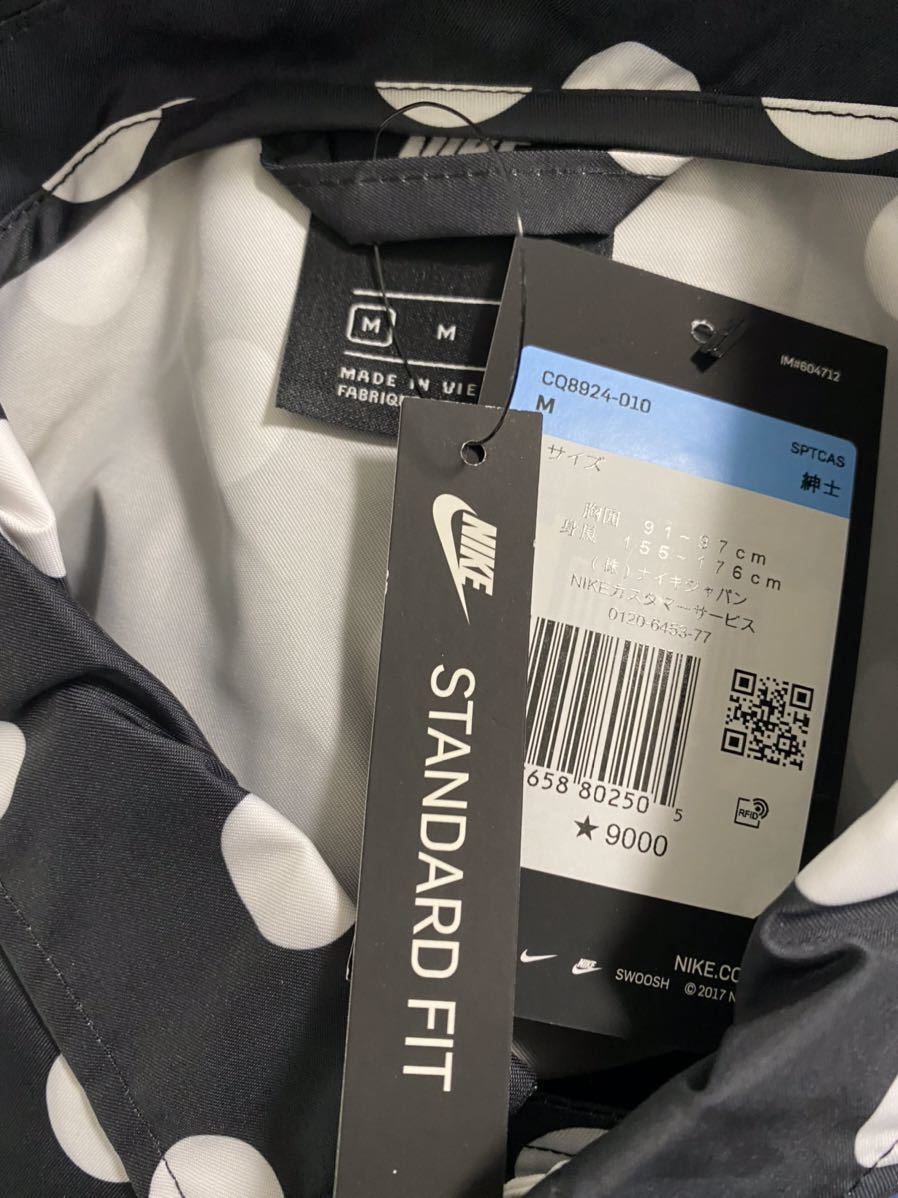 NIKE
M M
MADE IN VIE
FABRIQ
IM#604712
CQ8924-010
M
SPTCAS
紳士
サイズ
胸囲 91~97cm
身長 155~176cm
(株)ナイキジャパン
NIKEカスタマーサービス
0120-6453-77
658 80250 5
★9000
RFID
NIKE
SWOOSH
NIKE.CO
©2017 N
NIKE
STANDARD FIT